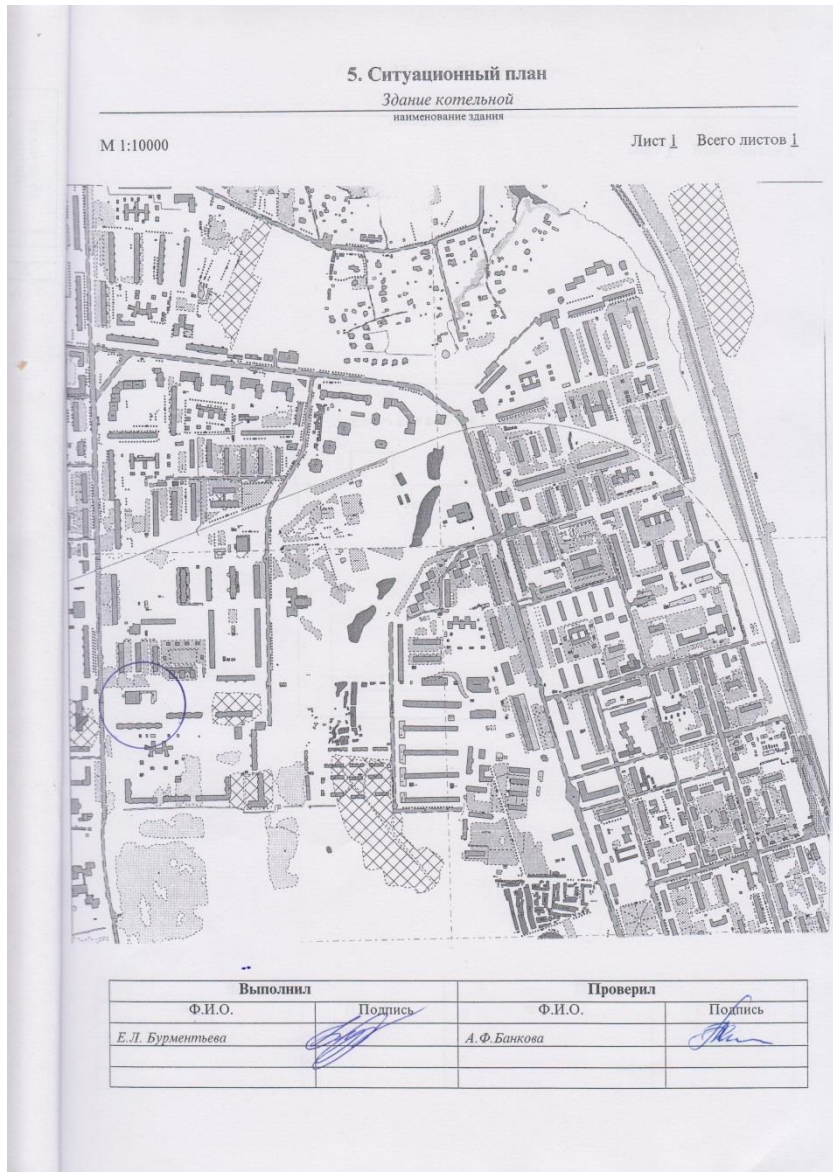 5. Ситуационный план
Здание котельной
наименование здания
М 1:10000
Лист 1 Всего листов 1
Выполнил Проверил
Ф.И.О. Подпись Ф.И.О. Подпись
Е.Л. Бурментьева А.Ф.Банкова